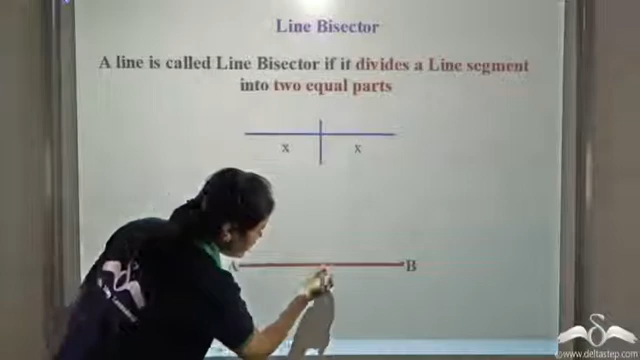 Line Bisector
A line is called Line Bisector if it divides a Line segment
into two equal parts
x x
B
www.deltastep.com